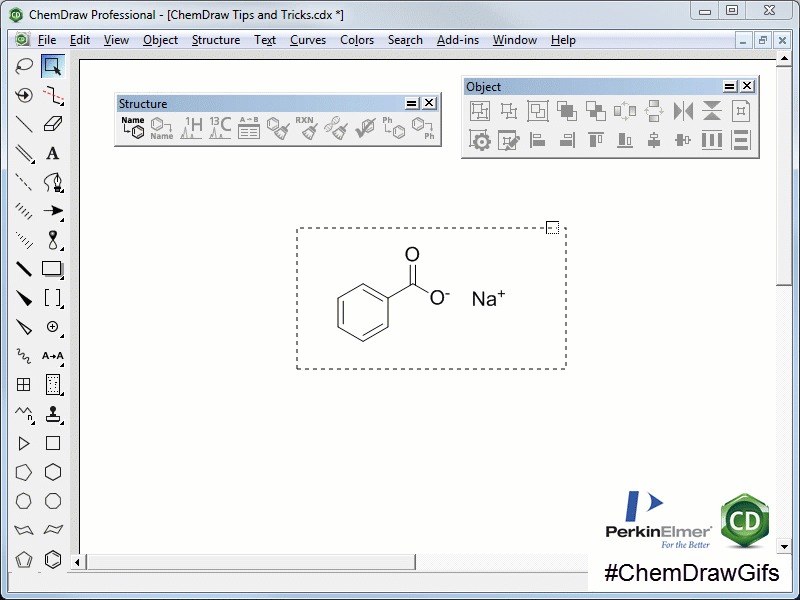 ChemDraw Professional - [ChemDraw Tips and Tricks.cdx *]
File Edit View Object Structure Text Curves Colors Search Add-ins Window Help
Structure
Name
Name
1H
13C
A→B
RXN
Ph
Ph
Object
A
A→A
n
O
O-
Na+
PerkinElmer
For the Better
CD
#ChemDrawGifs